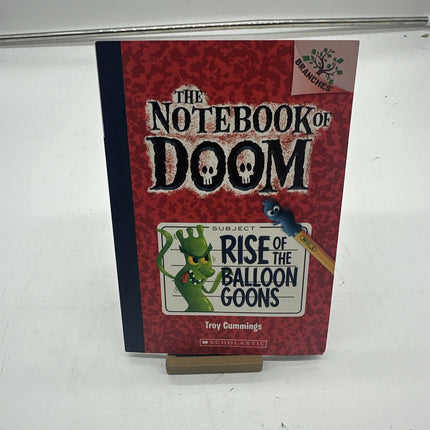 BRANCHES
THE
NOTEBOOK OF
DOOM
SUBJECT
RISE OF
THE
BALLOON
GOONS
Troy Cummings
SCHOLASTIC